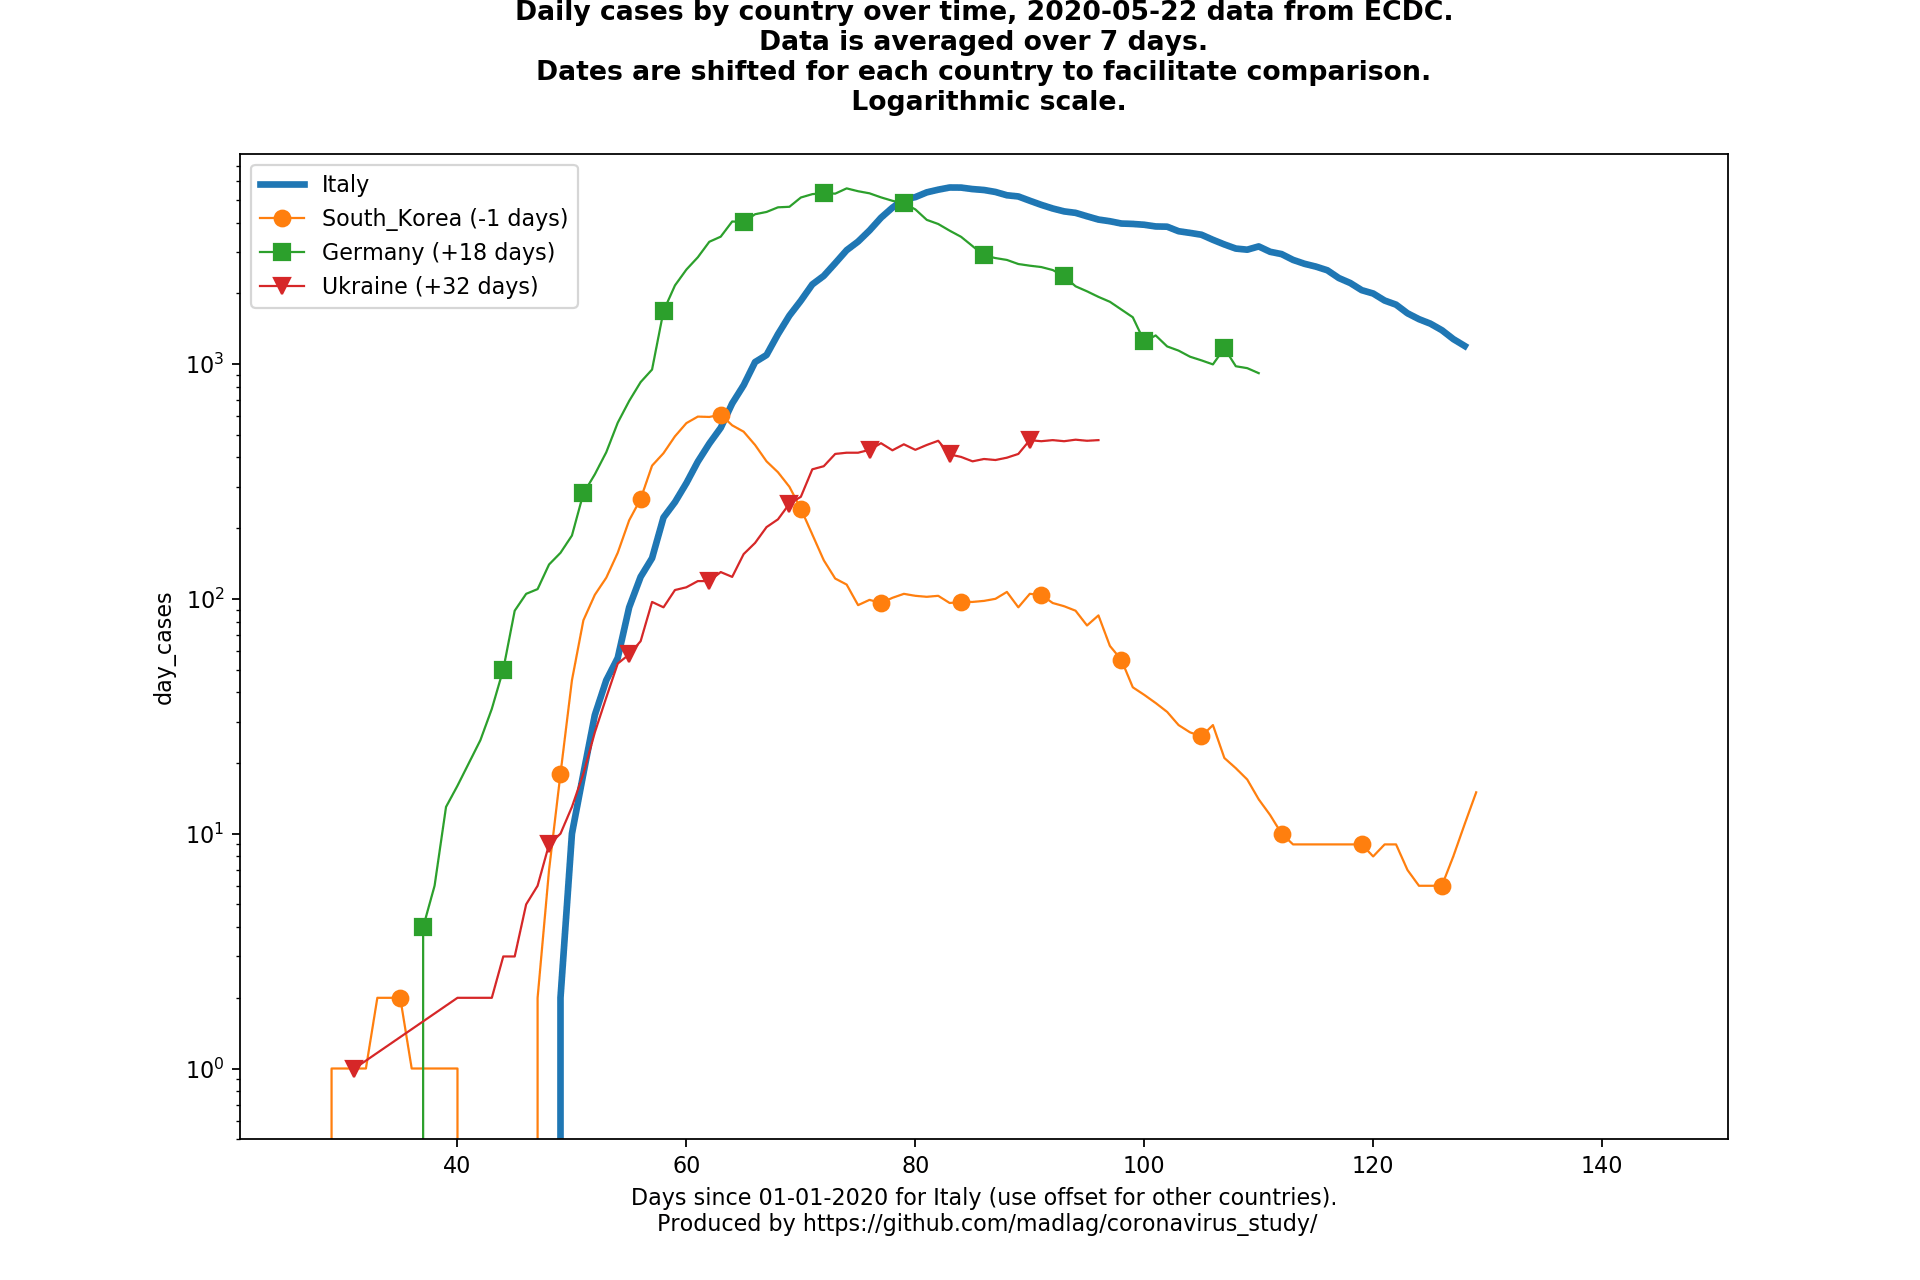 Daily cases by country over time, 2020-05-22 data from ECDC.
Data is averaged over 7 days.
Dates are shifted for each country to facilitate comparison.
Logarithmic scale.
Italy
South_Korea (-1 days)
Germany (+18 days)
Ukraine (+32 days)
day_cases
10³
10²
10¹
10⁰
40 60 80 100 120 140
Days since 01-01-2020 for Italy (use offset for other countries).
Produced by https://github.com/madlag/coronavirus_study/